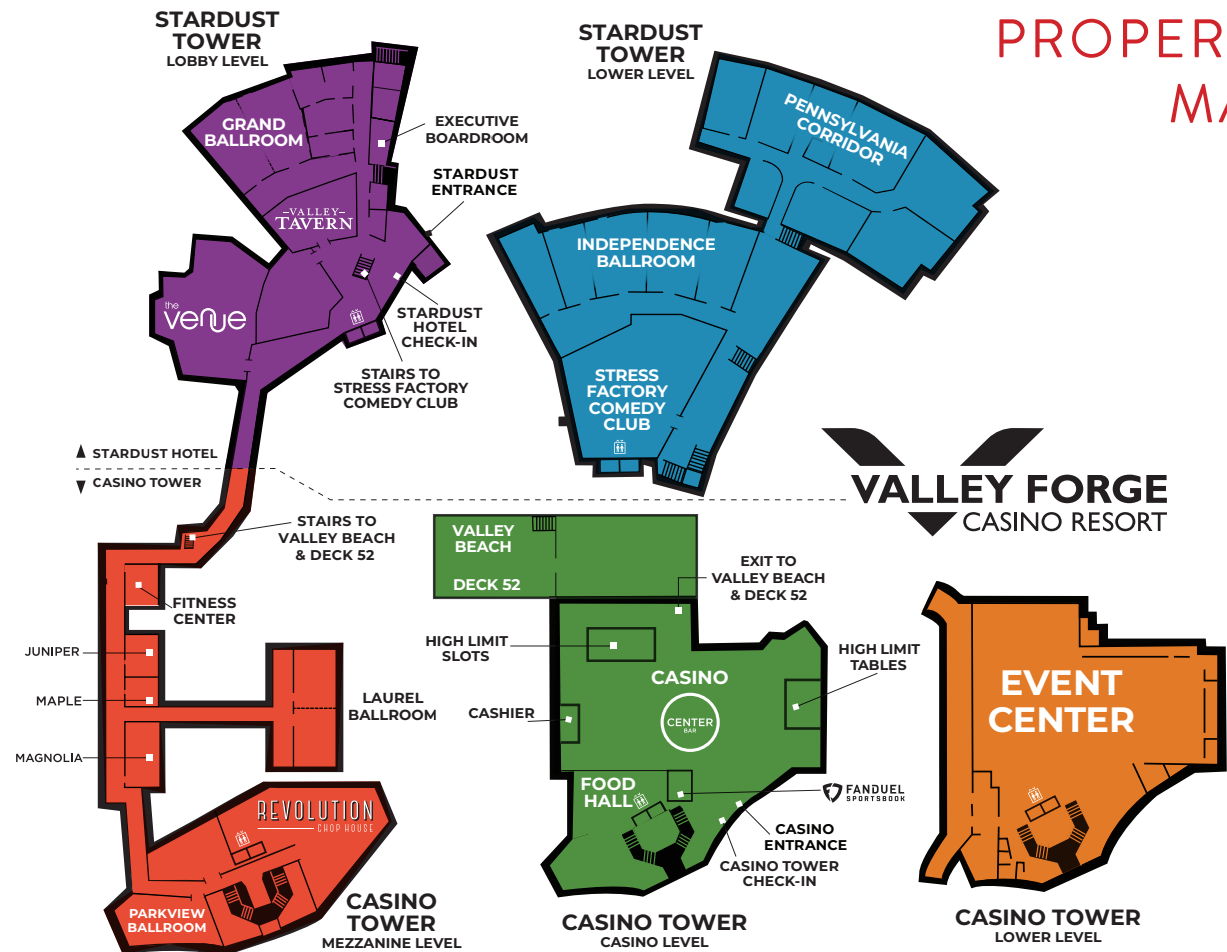 PROPER
MA
STARDUST
TOWER
LOBBY LEVEL
GRAND
BALLROOM
EXECUTIVE
BOARDROOM
STARDUST
ENTRANCE
VALLEY
TAVERN
the
venue
STARDUST
HOTEL
CHECK-IN
STAIRS TO
STRESS FACTORY
COMEDY CLUB
STARDUST
TOWER
LOWER LEVEL
PENNSYLVANIA
CORRIDOR
INDEPENDENCE
BALLROOM
STRESS
FACTORY
COMEDY
CLUB
STARDUST HOTEL
CASINO TOWER
VALLEY FORGE
CASINO RESORT
STAIRS TO
VALLEY BEACH
& DECK 52
FITNESS
CENTER
JUNIPER
MAPLE
MAGNOLIA
LAUREL
BALLROOM
REVOLUTION
CHOP HOUSE
PARKVIEW
BALLROOM
CASINO
TOWER
MEZZANINE LEVEL
VALLEY
BEACH
DECK 52
EXIT TO
VALLEY BEACH
& DECK 52
HIGH LIMIT
SLOTS
HIGH LIMIT
TABLES
CASINO
CASHIER
CENTER
BAR
FOOD
HALL
FANDUEL
SPORTSBOOK
CASINO
ENTRANCE
CASINO TOWER
CHECK-IN
CASINO TOWER
CASINO LEVEL
EVENT
CENTER
CASINO TOWER
LOWER LEVEL